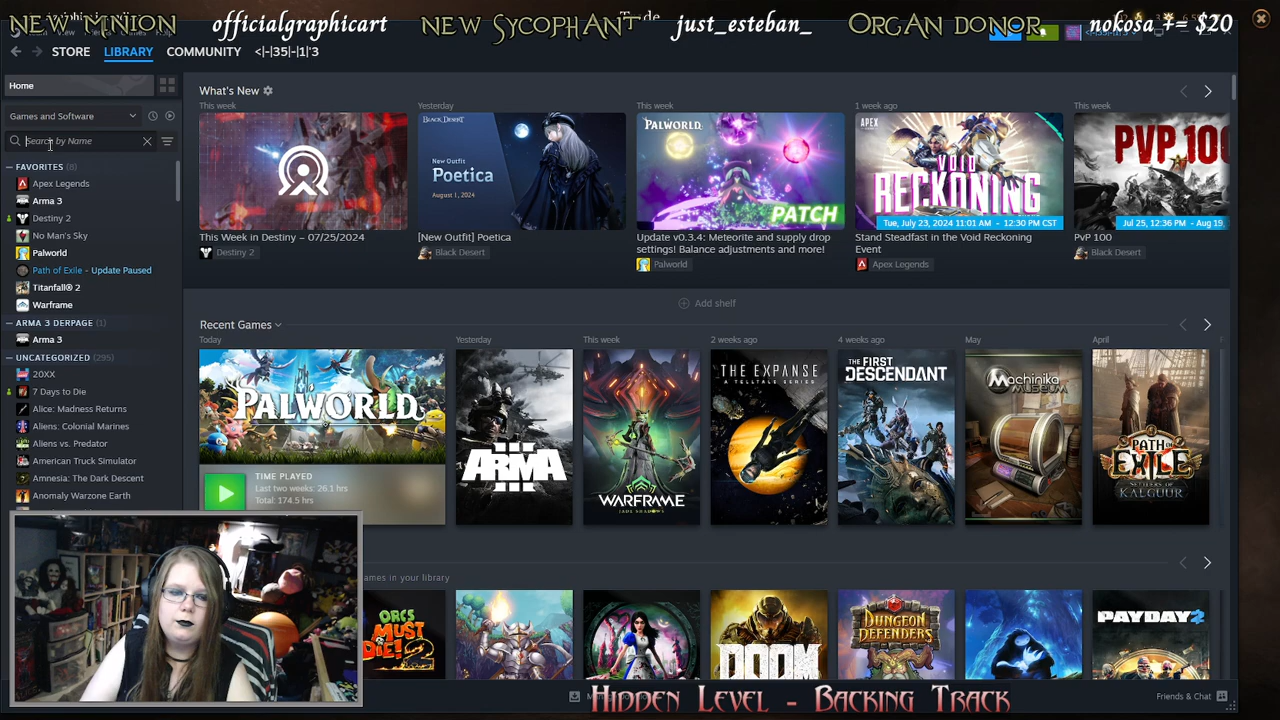 NEW MINION officialgraphicart NEW SYCOPHANT just_esteban_ ORGAN DONOR nokosa += $20
STORE LIBRARY COMMUNITY <|-|35|-|1|'3
Home
What's New
Games and Software
Search by Name
FAVORITES (8)
Apex Legends
Arma 3
Destiny 2
No Man's Sky
Palworld
Path of Exile - Update Paused
Titanfall® 2
Warframe
ARMA 3 DERPAGE (1)
Arma 3
UNCATEGORIZED (295)
20XX
7 Days to Die
Alice: Madness Returns
Aliens: Colonial Marines
Aliens vs. Predator
American Truck Simulator
Amnesia: The Dark Descent
Anomaly Warzone Earth
This week
This Week in Destiny – 07/25/2024
Destiny 2
Yesterday
BLACK DESERT
New Outfit
Poetica
August 1, 2024
[New Outfit] Poetica
Black Desert
This week
PALWORLD
PATCH
Update v0.3.4: Meteorite and supply drop
settings! Balance adjustments and more!
Palworld
1 week ago
APEX
VOID
RECKONING
Tue, July 23, 2024 11:01 AM - 12:30 PM CST
Stand Steadfast in the Void Reckoning
Event
Apex Legends
This week
PVP 100
Jul 25, 12:36 PM - Aug 19
PvP 100
Black Desert
Add shelf
Recent Games
Today
PALWORLD
TIME PLAYED
Last two weeks: 26.1 hrs
Total: 174.5 hrs
Yesterday
ARMA III
This week
WARFRAME
JADE SHADOWS
2 weeks ago
THE EXPANSE
A TELLTALE SERIES
4 weeks ago
THE FIRST
DESCENDANT
May
Machinika
MUSEUM
April
PATH OF
EXILE
SETTLERS OF
KALGUUR
games in your library
ORCS
MUST
DIE!
DOOM
DUNGEON
DEFENDERS
PAYDAY 2
HIDDEN LEVEL - BACKING TRACK
Friends & Chat